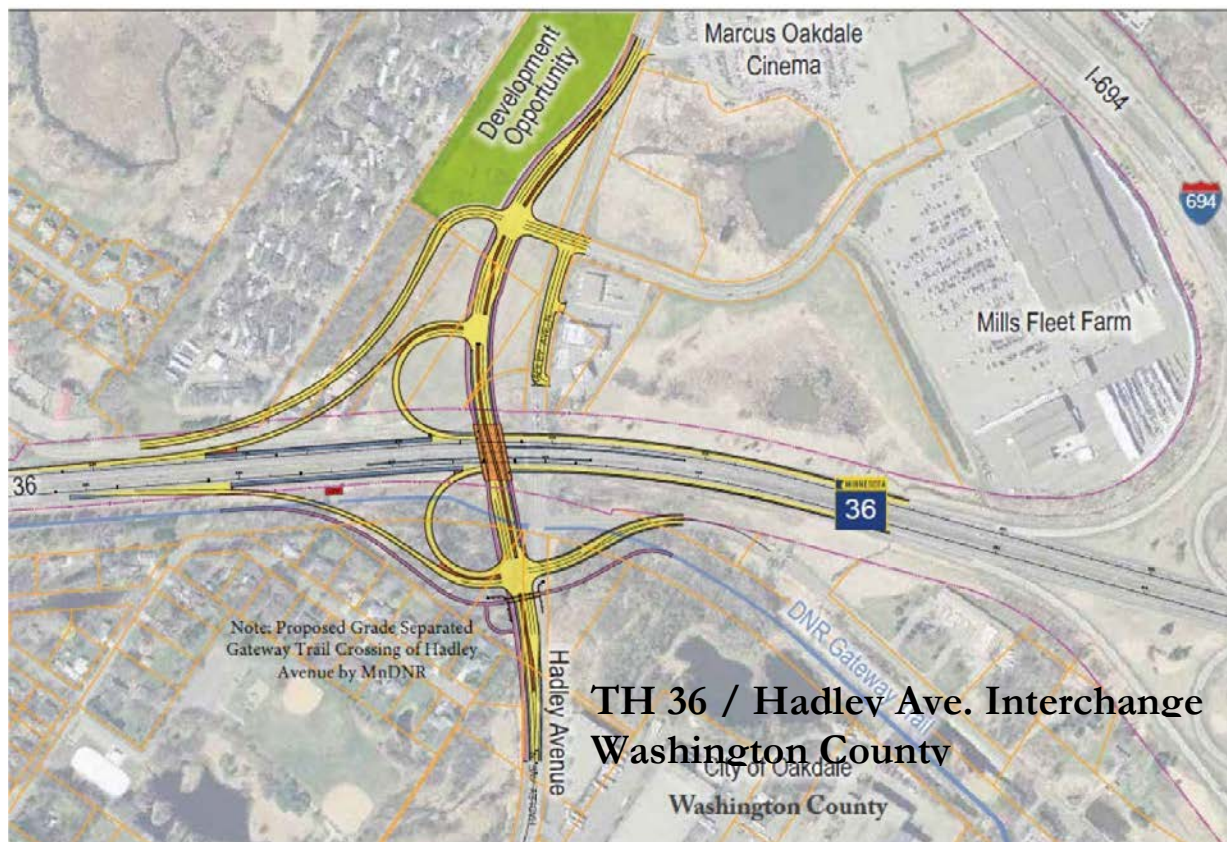 Development
Opportunity
Marcus Oakdale
Cinema
I-694
694
Mills Fleet Farm
36
MINNESOTA
36
Note: Proposed Grade Separated
Gateway Trail Crossing of Hadley
Avenue by MnDNR
Hadley Avenue
DNR Gateway Trail
TH 36 / Hadley Ave. Interchange
Washington County
City of Oakdale
Washington County